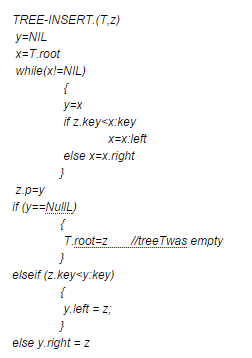 TREE-INSERT.(T,z)
y=NIL
x=T.root
while(x!=NIL)
{
y=x
if z.key<x:key
x=x:left
else x=x.right
}
z.p=y
if (y==NullL)
{
T.root=z //treeTwas empty
}
elseif (z.key<y:key)
{
y.left = z;
}
else y.right = z